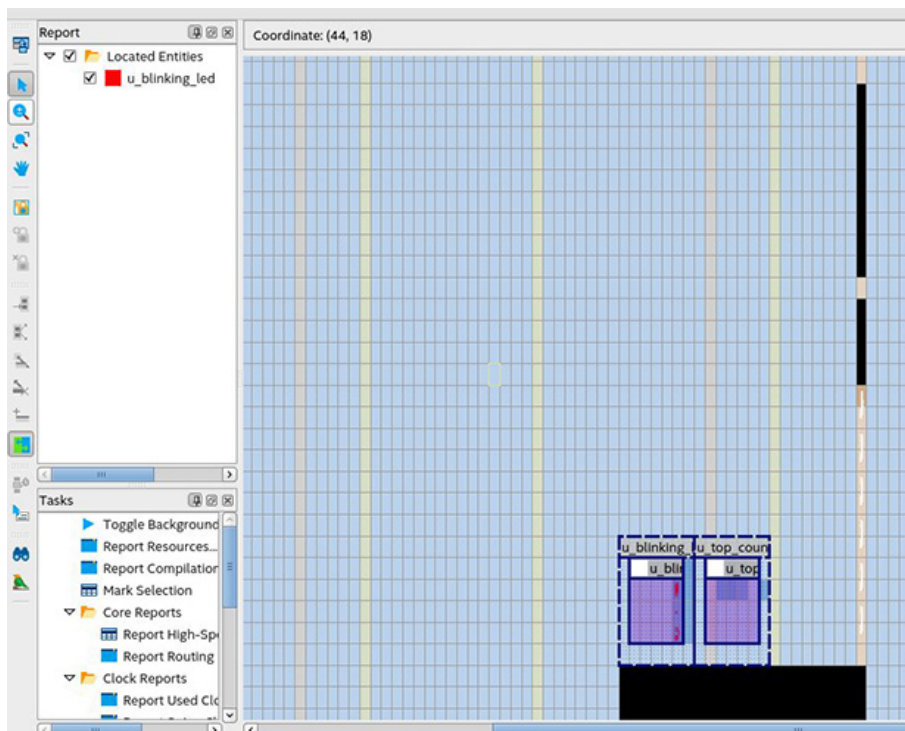 Report
Coordinate: (44, 18)
Located Entities
u_blinking_led
Tasks
Toggle Background
Report Resources...
Report Compilation
Mark Selection
Core Reports
Report High-Spe
Report Routing
Clock Reports
Report Used Clo
u_blinking_
u_top_coun
u_blin
u_top